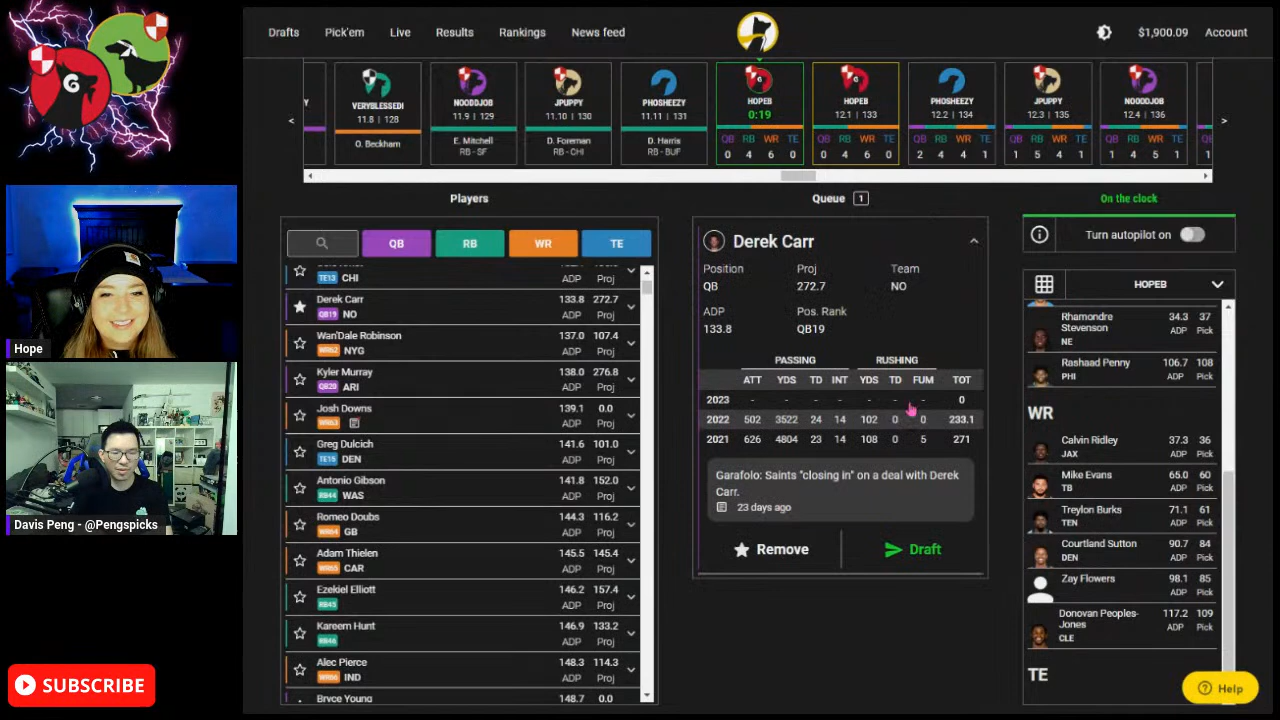 Drafts Pick'em Live Results Rankings News feed $1,900.09 Account
VERYBLESSEDI NOODDJOB JPUPPY PHOSHEEZY HOPEB HOPEB PHOSHEEZY JPUPPY NOODDJOB
11.8 | 128 11.9 | 129 11.10 | 130 11.11 | 131 0:19 12.1 | 133 12.2 | 134 12.3 | 135 12.4 | 136
O. Beckham E. Mitchell D. Foreman D. Harris QB RB WR TE QB RB WR TE QB RB WR TE QB RB WR TE QB RB WR TE
RB - SF RB - CHI RB - BUF 0 4 6 0 0 4 6 0 2 4 4 1 1 5 4 1 1 4 5 1
Players
QB RB WR TE
TE13 CHI ADP Proj
Derek Carr 133.8 272.7
QB19 NO ADP Proj
Wan'Dale Robinson 137.0 107.4
WR62 NYG ADP Proj
Kyler Murray 138.0 276.8
QB20 ARI ADP Proj
Josh Downs 139.1 0.0
WR63 ADP Proj
Greg Dulcich 141.6 101.0
TE15 DEN ADP Proj
Antonio Gibson 141.8 152.0
RB44 WAS ADP Proj
Romeo Doubs 144.3 116.2
WR64 GB ADP Proj
Adam Thielen 145.5 145.4
WR65 CAR ADP Proj
Ezekiel Elliott 146.2 157.4
RB45 ADP Proj
Kareem Hunt 146.9 133.2
RB46 ADP Proj
Alec Pierce 148.3 114.3
WR66 IND ADP Proj
Bryce Young 148.7 0.0
Queue 1
Derek Carr
Position Proj Team
QB 272.7 NO
ADP Pos. Rank
133.8 QB19
PASSING RUSHING
ATT YDS TD INT YDS TD FUM TOT
2023 - - - - - - - 0
2022 502 3522 24 14 102 0 233.1
2021 626 4804 23 14 108 0 5 271
Garafolo: Saints "closing in" on a deal with Derek
Carr.
23 days ago
Remove Draft
On the clock
Turn autopilot on
HOPEB
Rhamondre 34.3 37
Stevenson ADP Pick
NE
Rashaad Penny 106.7 108
PHI ADP Pick
WR
Calvin Ridley 37.3 36
JAX ADP Pick
Mike Evans 65.0 60
TB ADP Pick
Treylon Burks 71.1 61
TEN ADP Pick
Courtland Sutton 90.7 84
DEN ADP Pick
Zay Flowers 98.1 85
ADP Pick
Donovan Peoples- 117.2 109
Jones ADP Pick
CLE
TE
Help
G
Hope
Davis Peng - @Pengspicks
SUBSCRIBE